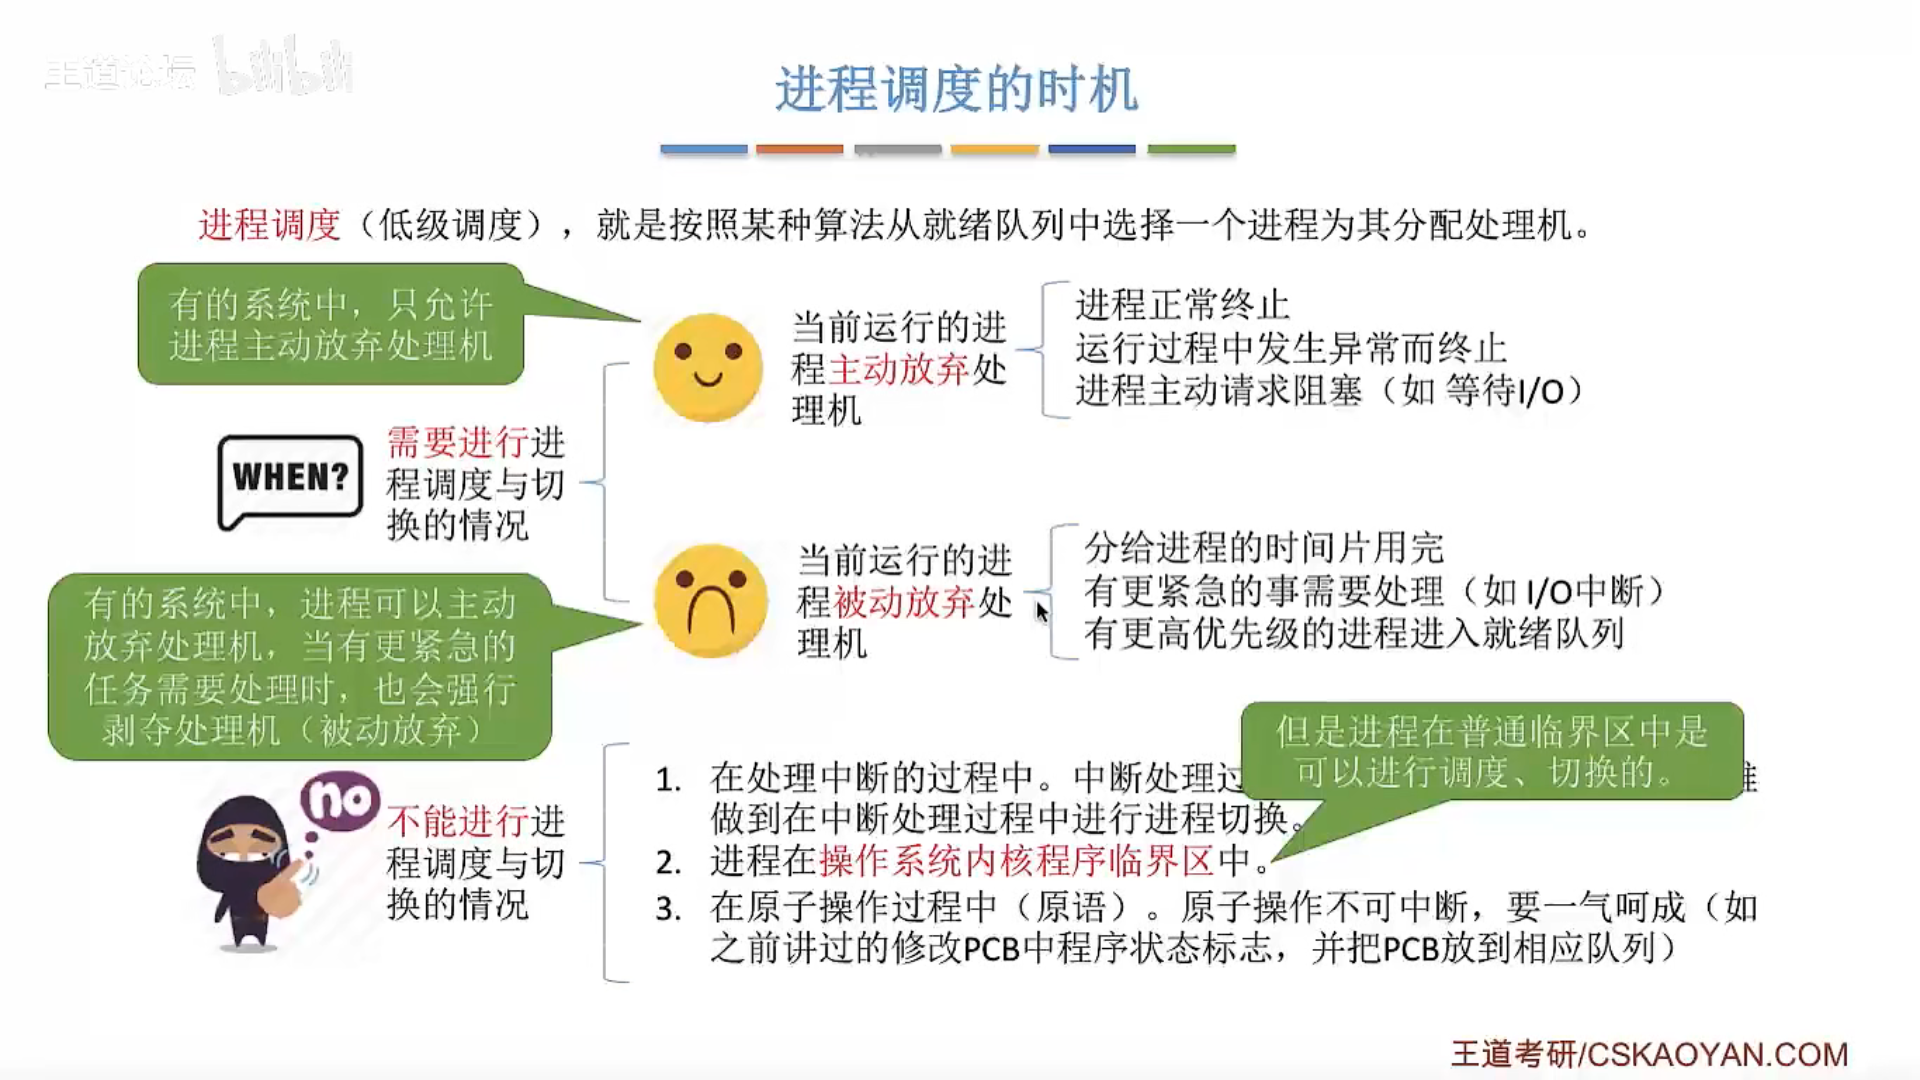 王道论坛 bilibili
进程调度的时机
进程调度（低级调度），就是按照某种算法从就绪队列中选择一个进程为其分配处理机。
有的系统中，只允许
进程主动放弃处理机
当前运行的进
程主动放弃处
理机
进程正常终止
运行过程中发生异常而终止
进程主动请求阻塞（如 等待I/O）
WHEN?
需要进行进
程调度与切
换的情况
有的系统中，进程可以主动
放弃处理机，当有更紧急的
任务需要处理时，也会强行
剥夺处理机（被动放弃）
当前运行的进
程被动放弃处
理机
分给进程的时间片用完
有更紧急的事需要处理（如 I/O中断）
有更高优先级的进程进入就绪队列
但是进程在普通临界区中是
可以进行调度、切换的。
no
不能进行进
程调度与切
换的情况
1. 在处理中断的过程中。中断处理过
做到在中断处理过程中进行进程切换。
2. 进程在操作系统内核程序临界区中。
3. 在原子操作过程中（原语）。原子操作不可中断，要一气呵成（如
之前讲过的修改PCB中程序状态标志，并把PCB放到相应队列）
王道考研/CSKAOYAN.COM